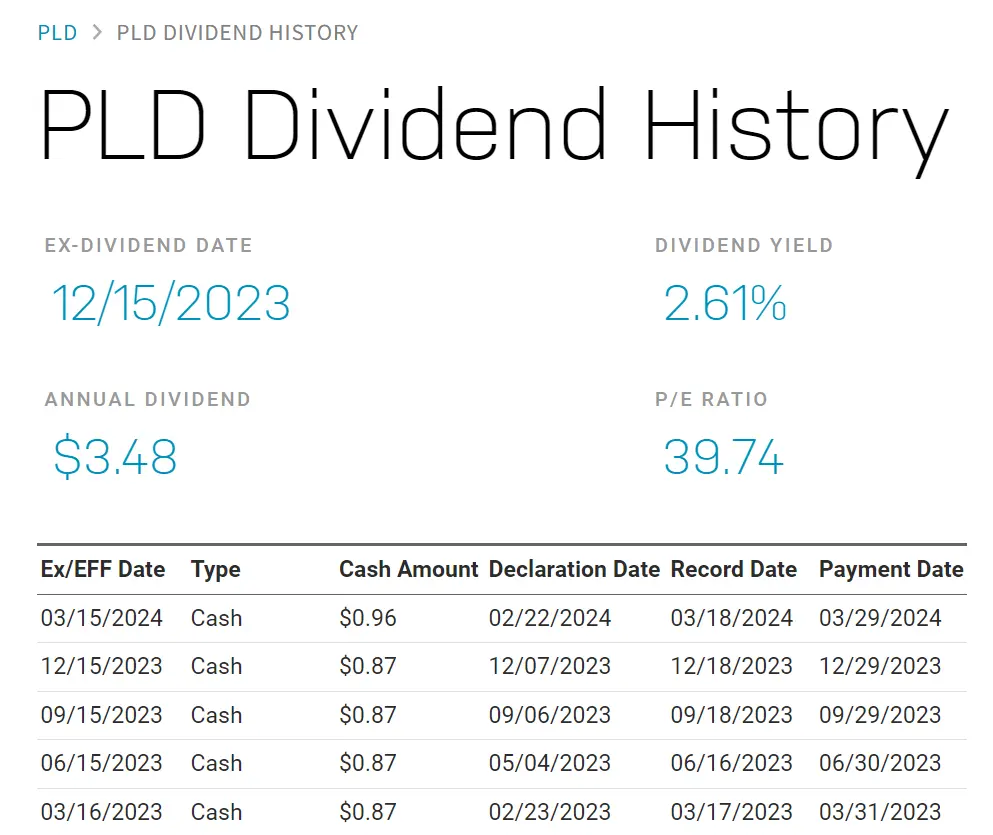 PLD > PLD DIVIDEND HISTORY
PLD Dividend History
EX-DIVIDEND DATE DIVIDEND YIELD
12/15/2023 2.61%
ANNUAL DIVIDEND P/E RATIO
$3.48 39.74
Ex/EFF Date Type Cash Amount Declaration Date Record Date Payment Date
03/15/2024 Cash $0.96 02/22/2024 03/18/2024 03/29/2024
12/15/2023 Cash $0.87 12/07/2023 12/18/2023 12/29/2023
09/15/2023 Cash $0.87 09/06/2023 09/18/2023 09/29/2023
06/15/2023 Cash $0.87 05/04/2023 06/16/2023 06/30/2023
03/16/2023 Cash $0.87 02/23/2023 03/17/2023 03/31/2023